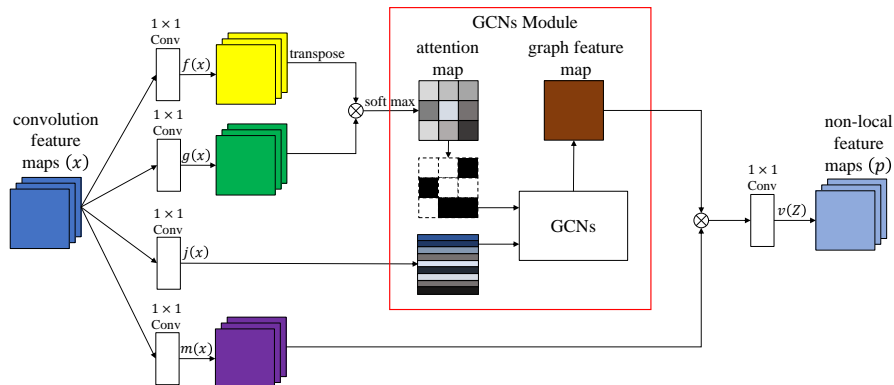 GCNs Module
1 × 1
Conv
f(x)
transpose
attention
map
graph feature
map
soft max
convolution
feature
maps (x)
1 × 1
Conv
g(x)
non-local
feature
maps (p)
1 × 1
Conv
v(Z)
GCNs
1 × 1
Conv
j(x)
1 × 1
Conv
m(x)